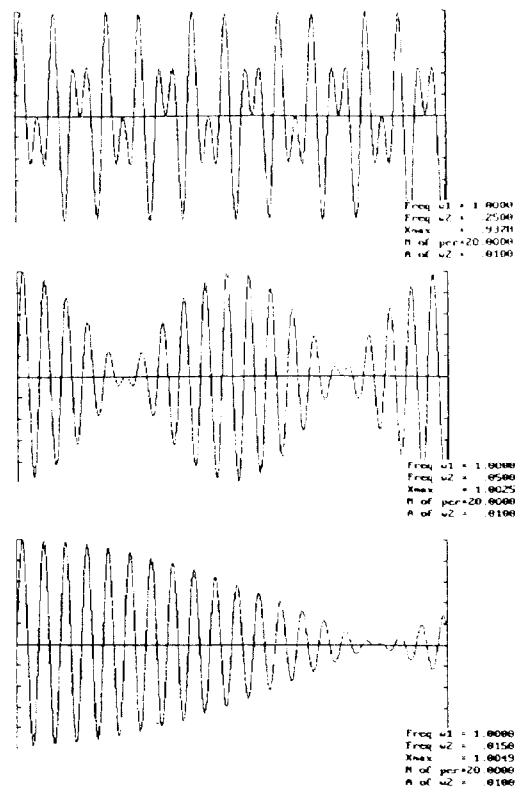 Freq w1 = 1.0000
Freq w2 = .2500
Xmax = .9378
N of per=20.0000
A of w2 = .0100
Freq w1 = 1.0000
Freq w2 = .0500
Xmax = 1.0025
N of per=20.0000
A of w2 = .0100
Freq w1 = 1.0000
Freq w2 = .0150
Xmax = 1.0049
N of per=20.0000
A of w2 = .0100